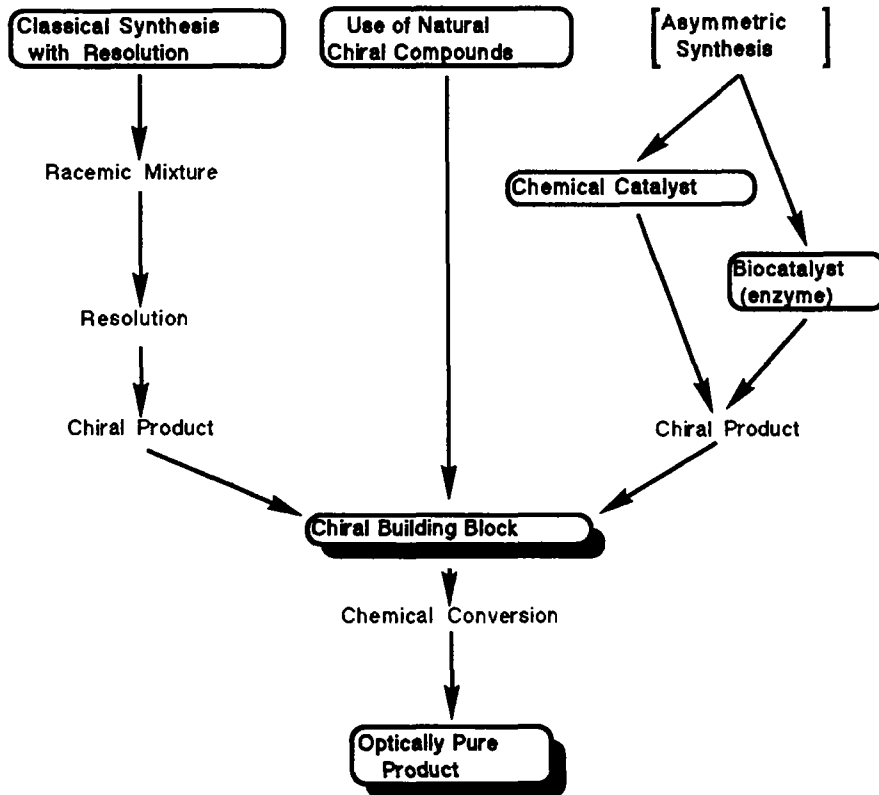 Classical Synthesis
with Resolution
Use of Natural
Chiral Compounds
[Asymmetric
Synthesis ]
Racemic Mixture
Chemical Catalyst
Biocatalyst
(enzyme)
Resolution
Chiral Product
Chiral Product
Chiral Building Block
Chemical Conversion
Optically Pure
Product